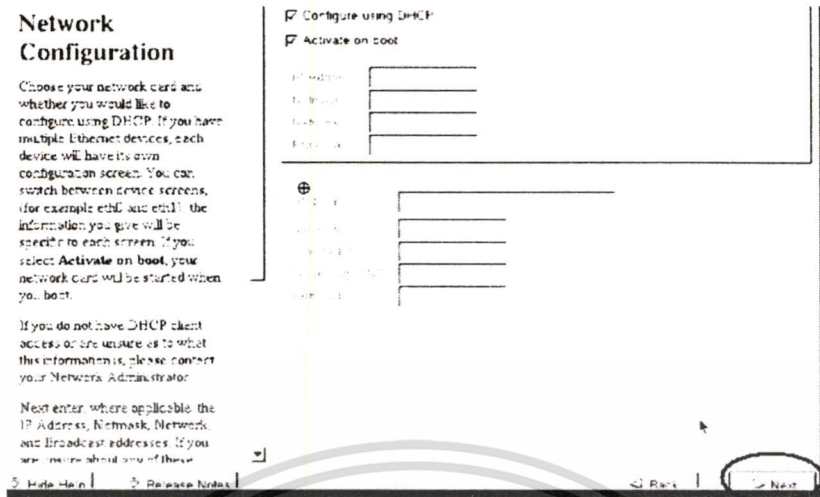 Network
Configuration
Choose your network card and
whether you would like to
configure using DHCP. If you have
multiple Ethernet devices, each
device will have its own
configuration screen. You can
switch between device screens,
(for example eth0 and eth1), the
information you give will be
specific to each screen. If you
select Activate on boot, your
network card will be started when
you boot.
If you do not have DHCP client
access or are unsure as to what
this information is, please contact
your Network Administrator
Next enter, where applicable, the
IP Address, Netmask, Network,
and Broadcast addresses. If you
are unsure about any of these
Configure using DHCP
Activate on boot
Hide Help
Release Notes
Back
Next